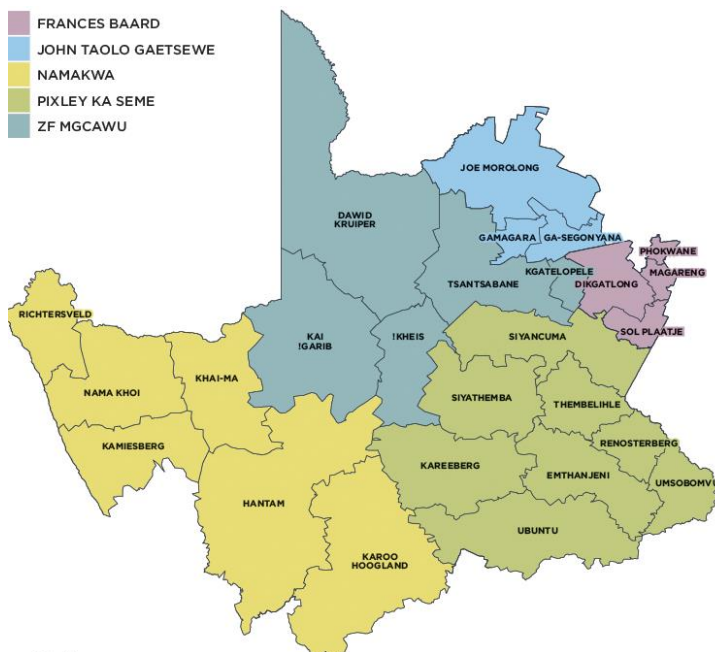 FRANCES BAARD
JOHN TAOLO GAETSEWE
NAMAKWA
PIXLEY KA SEME
ZF MGCAWU
JOE MOROLONG
DAWID
KRUIPER
GAMAGARA
GA-SEGONYANA
PHOKWANE
KGATELOPELE
MAGARENG
TSANTSABANE
DIKGATLONG
RICHTERSVELD
SOL PLAATJE
KAI
!GARIB
!KHEIS
SIYANCUMA
KHAI-MA
NAMA KHOI
SIYATHEMBA
THEMBELIHLE
KAMIESBERG
RENOSTERBERG
KAREEBERG
EMTHANJENI
UMSOBOMVU
HANTAM
UBUNTU
KAROO
HOOGLAND